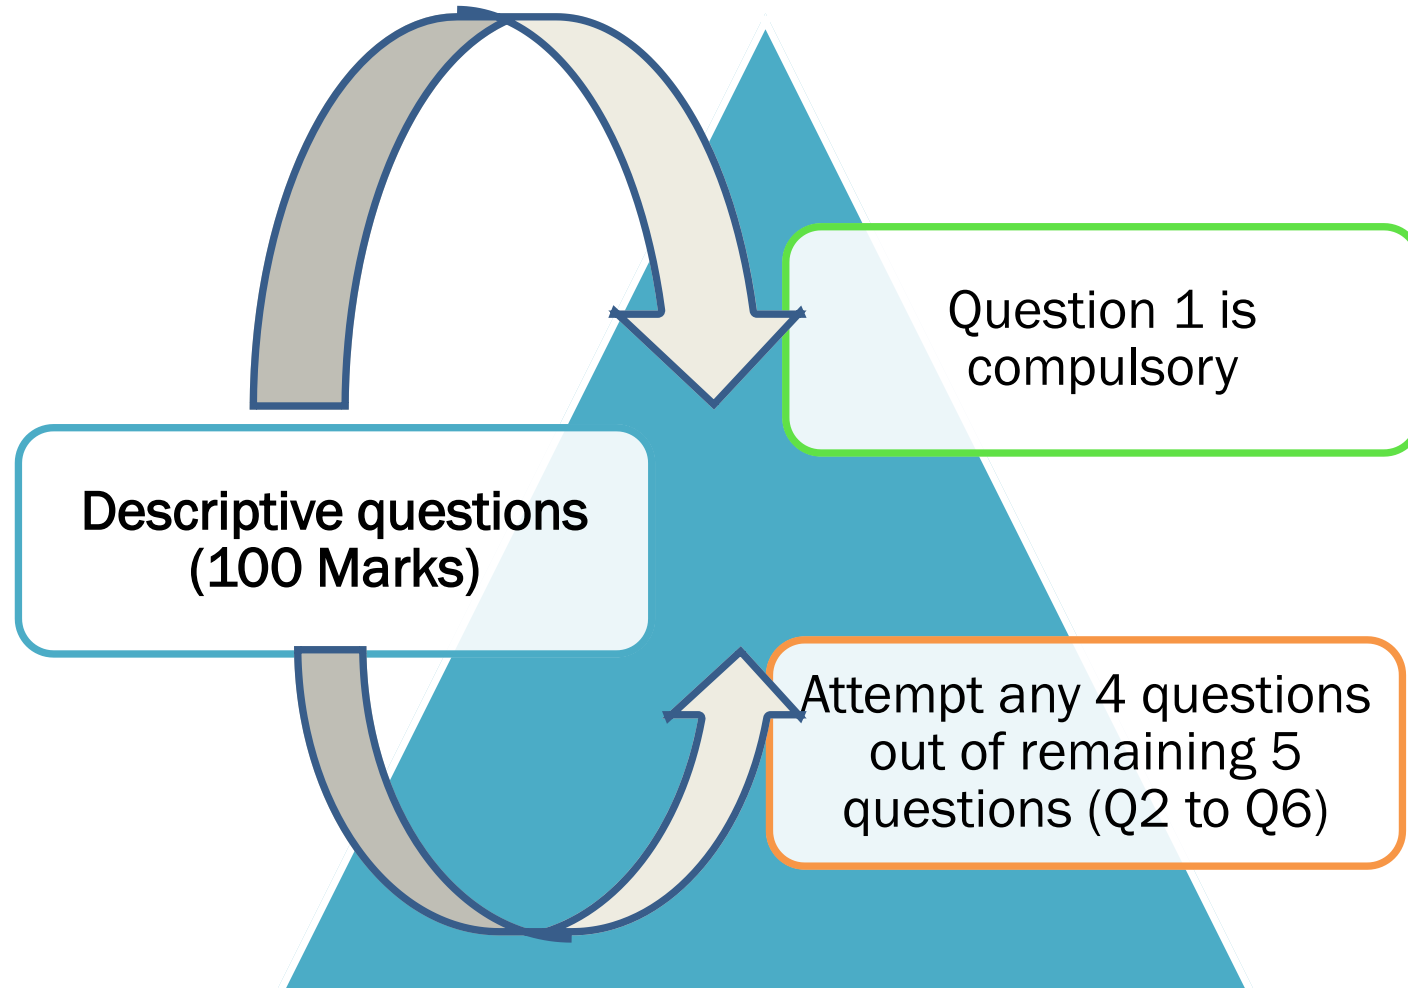 Question 1 is
compulsory
Descriptive questions
(100 Marks)
Attempt any 4 questions
out of remaining 5
questions (Q2 to Q6)